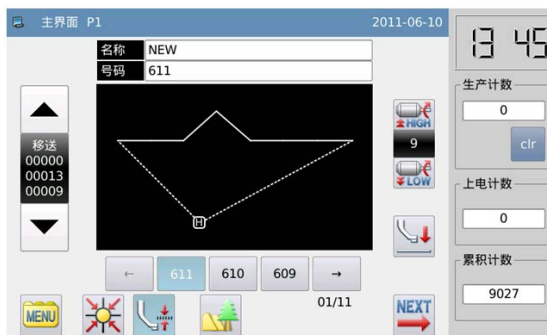 主界面 P1
2011-06-10
13 45
名称 NEW
号码 611
生产计数
0
clr
移送
00000
00013
00009
HIGH
9
LOW
上电计数
0
H
累积计数
9027
← 611 610 609 →
01/11
MENU
NEXT